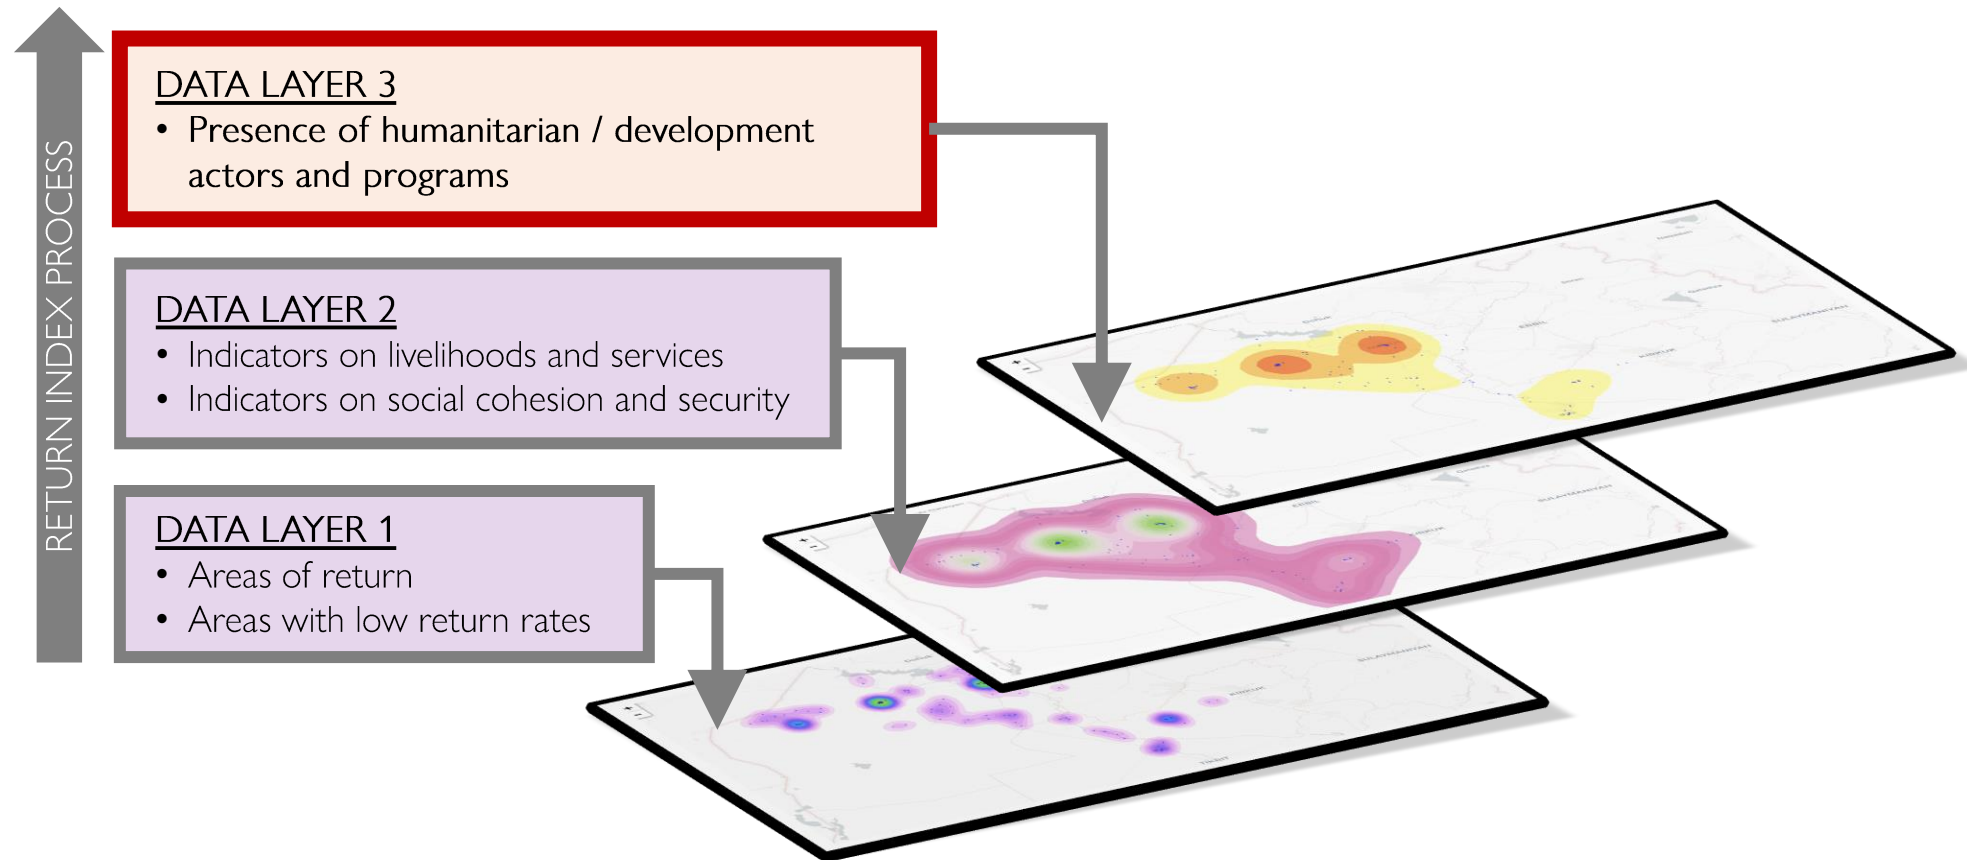 RETURN INDEX PROCESS
DATA LAYER 3
• Presence of humanitarian / development
actors and programs
DATA LAYER 2
• Indicators on livelihoods and services
• Indicators on social cohesion and security
DATA LAYER 1
• Areas of return
• Areas with low return rates
SULAYMANIYAH
KIRKUK